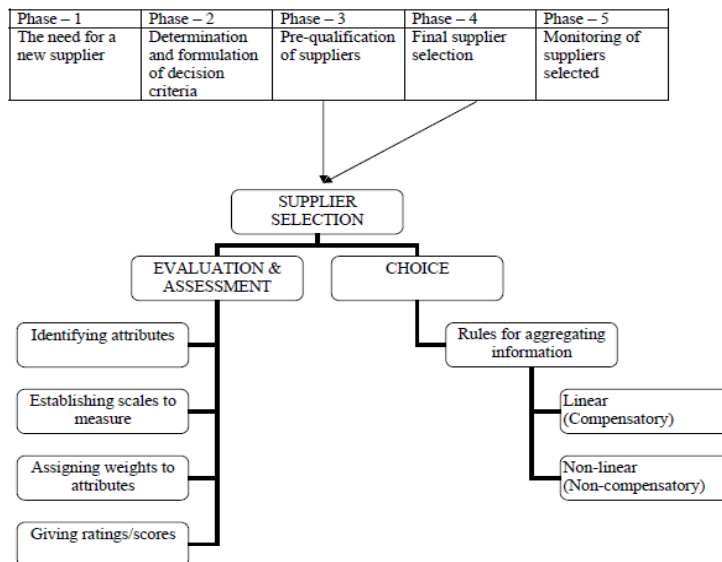 Phase – 1
Phase – 2
Phase – 3
Phase – 4
Phase – 5
The need for a
new supplier
Determination
and formulation
of decision
criteria
Pre-qualification
of suppliers
Final supplier
selection
Monitoring of
suppliers
selected
SUPPLIER
SELECTION
EVALUATION &
ASSESSMENT
CHOICE
Identifying attributes
Establishing scales to
measure
Assigning weights to
attributes
Giving ratings/scores
Rules for aggregating
information
Linear
(Compensatory)
Non-linear
(Non-compensatory)